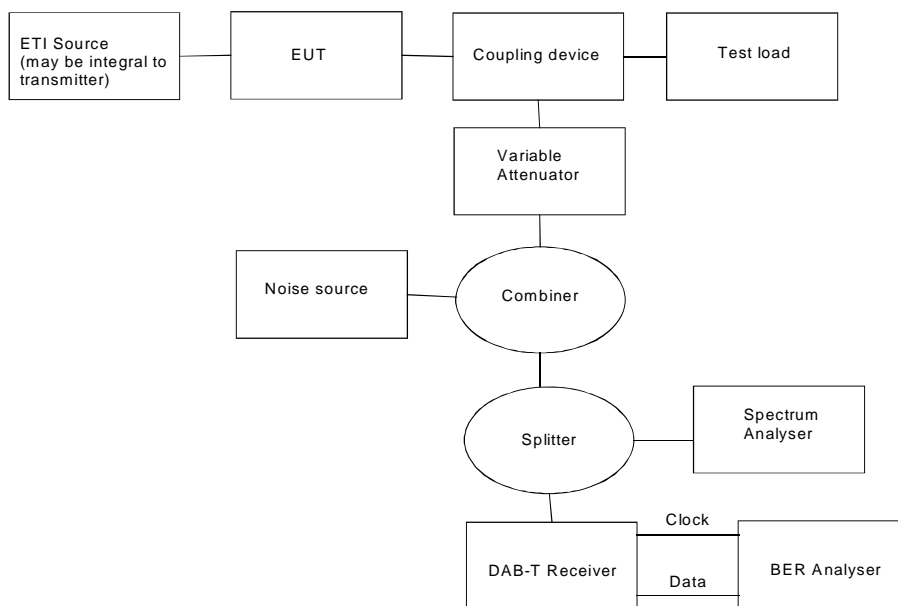 ETI Source
(may be integral to
transmitter)
EUT
Coupling device
Test load
Variable
Attenuator
Noise source
Combiner
Splitter
Spectrum
Analyser
Clock
DAB-T Receiver
BER Analyser
Data